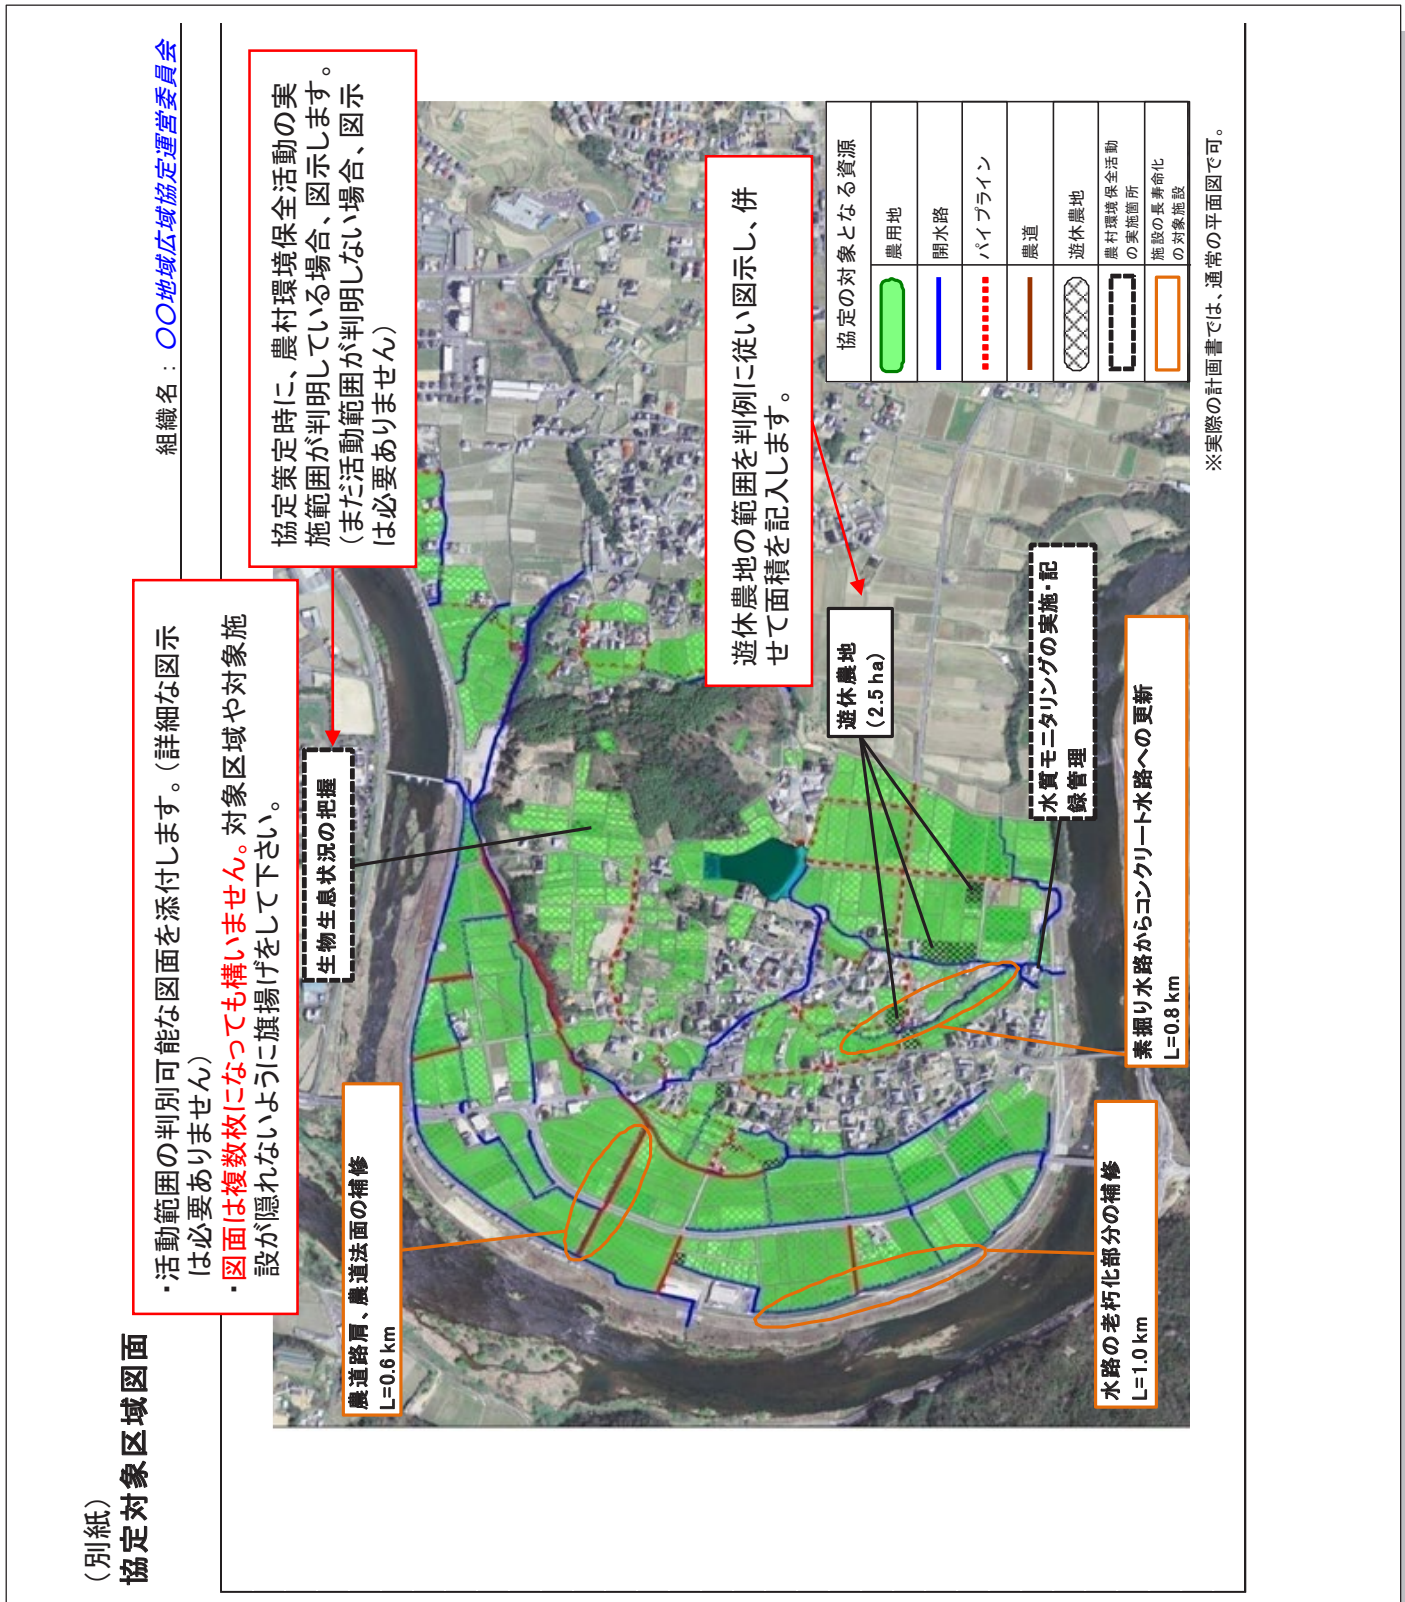 （別紙）
協定対象区域図面
組織名：〇〇地域広域協定運営委員会
・活動範囲の判別可能な図面を添付します。（詳細な図示
は必要ありません）
・図面は複数枚になっても構いません。対象区域や対象施
設が隠れないように旗揚げをして下さい。
協定策定時に、農村環境保全活動の実
施範囲が判明している場合、図示します。
（まだ活動範囲が判明しない場合、図示
は必要ありません）
生物生息状況の把握
農道路肩、農道法面の補修
L=0.6 km
遊休農地の範囲を判例に従い図示し、併
せて面積を記入します。
遊休農地
（2.5 ha）
水質モニタリングの実施・記
録管理
素掘り水路からコンクリート水路への更新
L=0.8 km
水路の老朽化部分の補修
L=1.0 km
協定の対象となる資源
農用地
開水路
パイプライン
農道
遊休農地
農村環境保全活動
の実施箇所
施設の長寿命化
の対象施設
※実際の計画書では、通常の平面図で可。